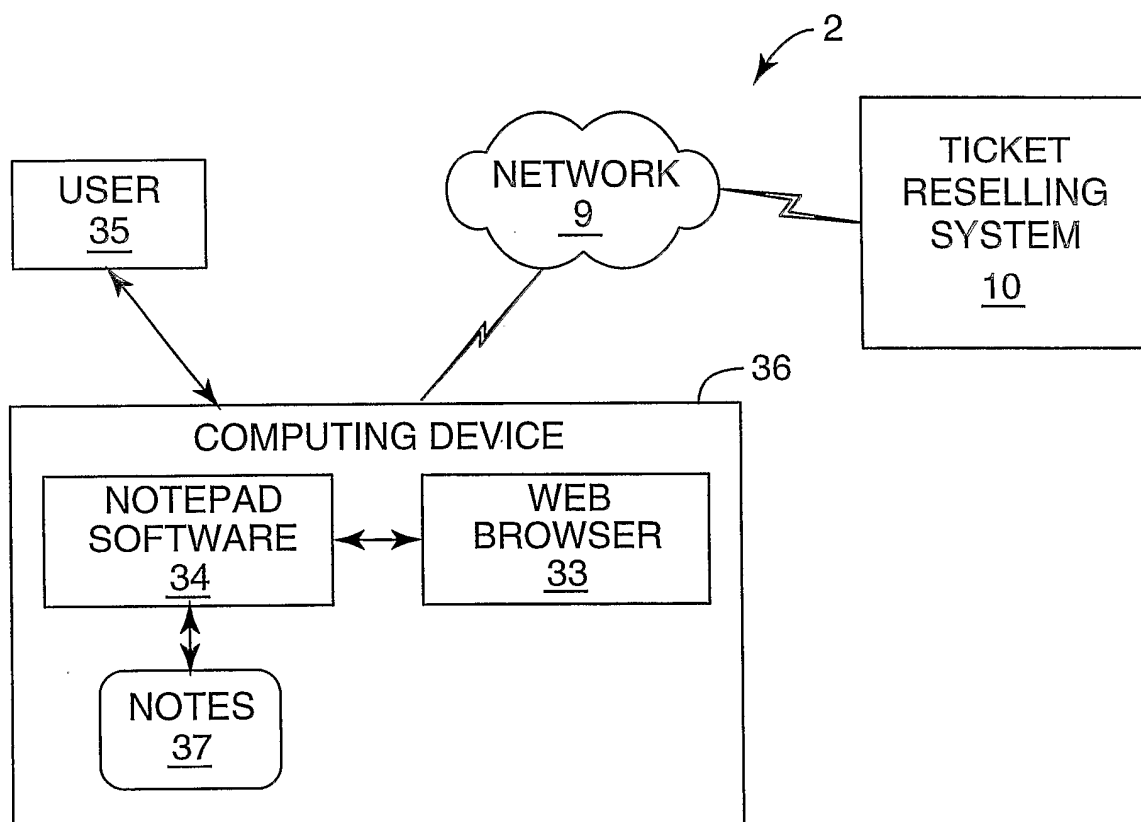 2
NETWORK
9
TICKET
RESELLING
SYSTEM
10
USER
35
36
COMPUTING DEVICE
NOTEPAD
SOFTWARE
34
WEB
BROWSER
33
NOTES
37